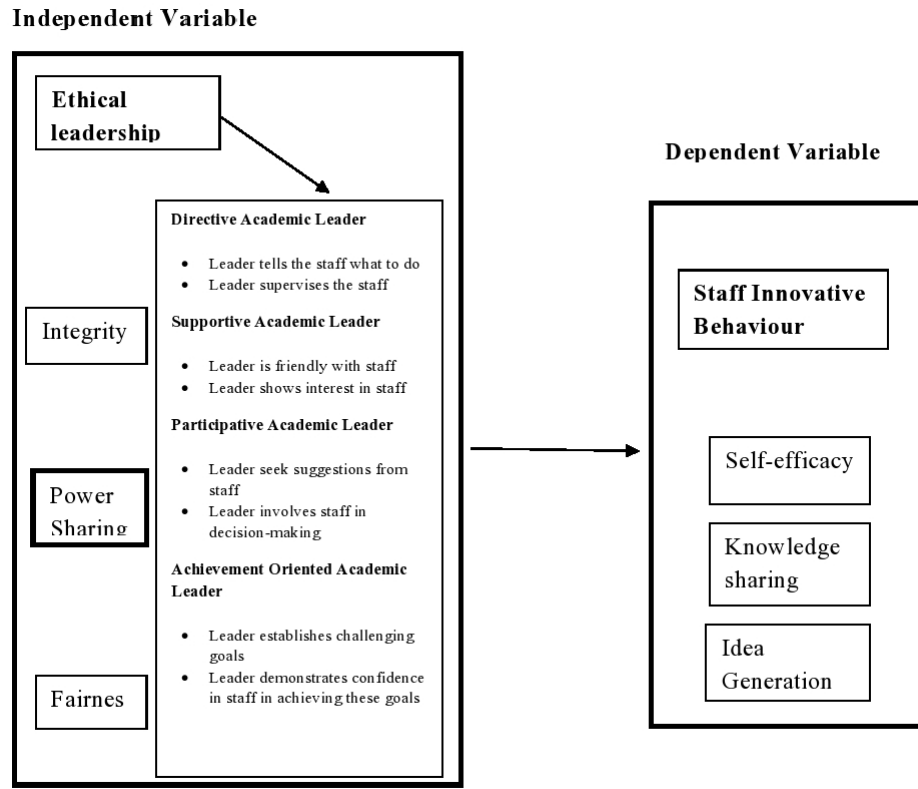 Independent Variable
Ethical
leadership
Directive Academic Leader
• Leader tells the staff what to do
• Leader supervises the staff
Supportive Academic Leader
• Leader is friendly with staff
• Leader shows interest in staff
Participative Academic Leader
• Leader seek suggestions from
staff
• Leader involves staff in
decision-making
Achievement Oriented Academic
Leader
• Leader establishes challenging
goals
• Leader demonstrates confidence
in staff in achieving these goals
Integrity
Power
Sharing
Fairnes
Dependent Variable
Staff Innovative
Behaviour
Self-efficacy
Knowledge
sharing
Idea
Generation